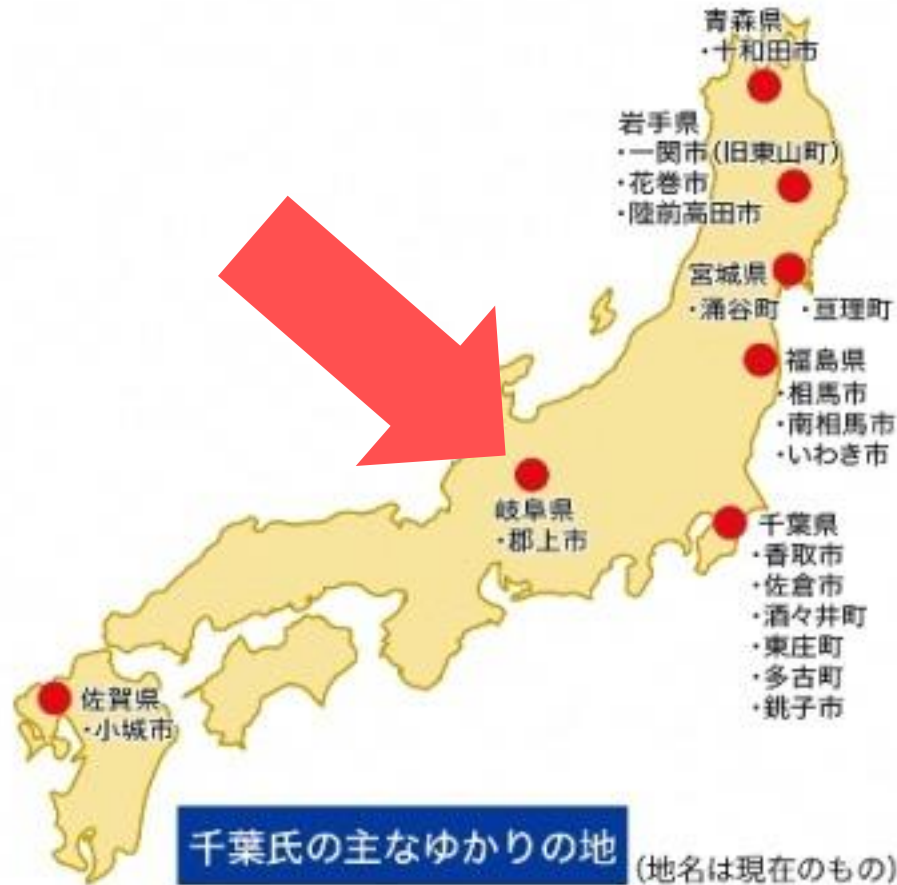 青森県
・十和田市
岩手県
・一関市(旧東山町)
・花巻市
・陸前高田市
宮城県
・涌谷町 ・亘理町
福島県
・相馬市
・南相馬市
・いわき市
岐阜県
・郡上市
千葉県
・香取市
・佐倉市
・酒々井町
・東庄町
・多古町
・銚子市
佐賀県
・小城市
千葉氏の主なゆかりの地
(地名は現在のもの)